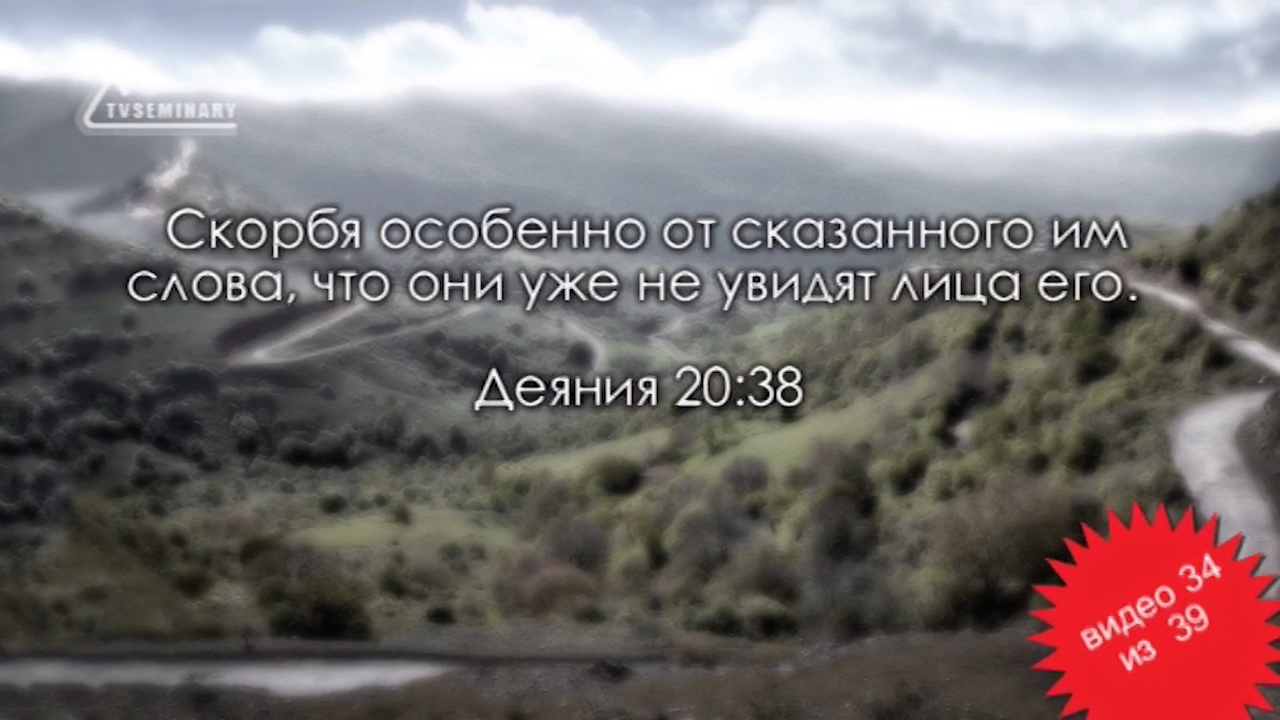 TVSEMINARY
Скорбя особенно от сказанного им
слова, что они уже не увидят лица его.
Деяния 20:38
видео 34
из 39